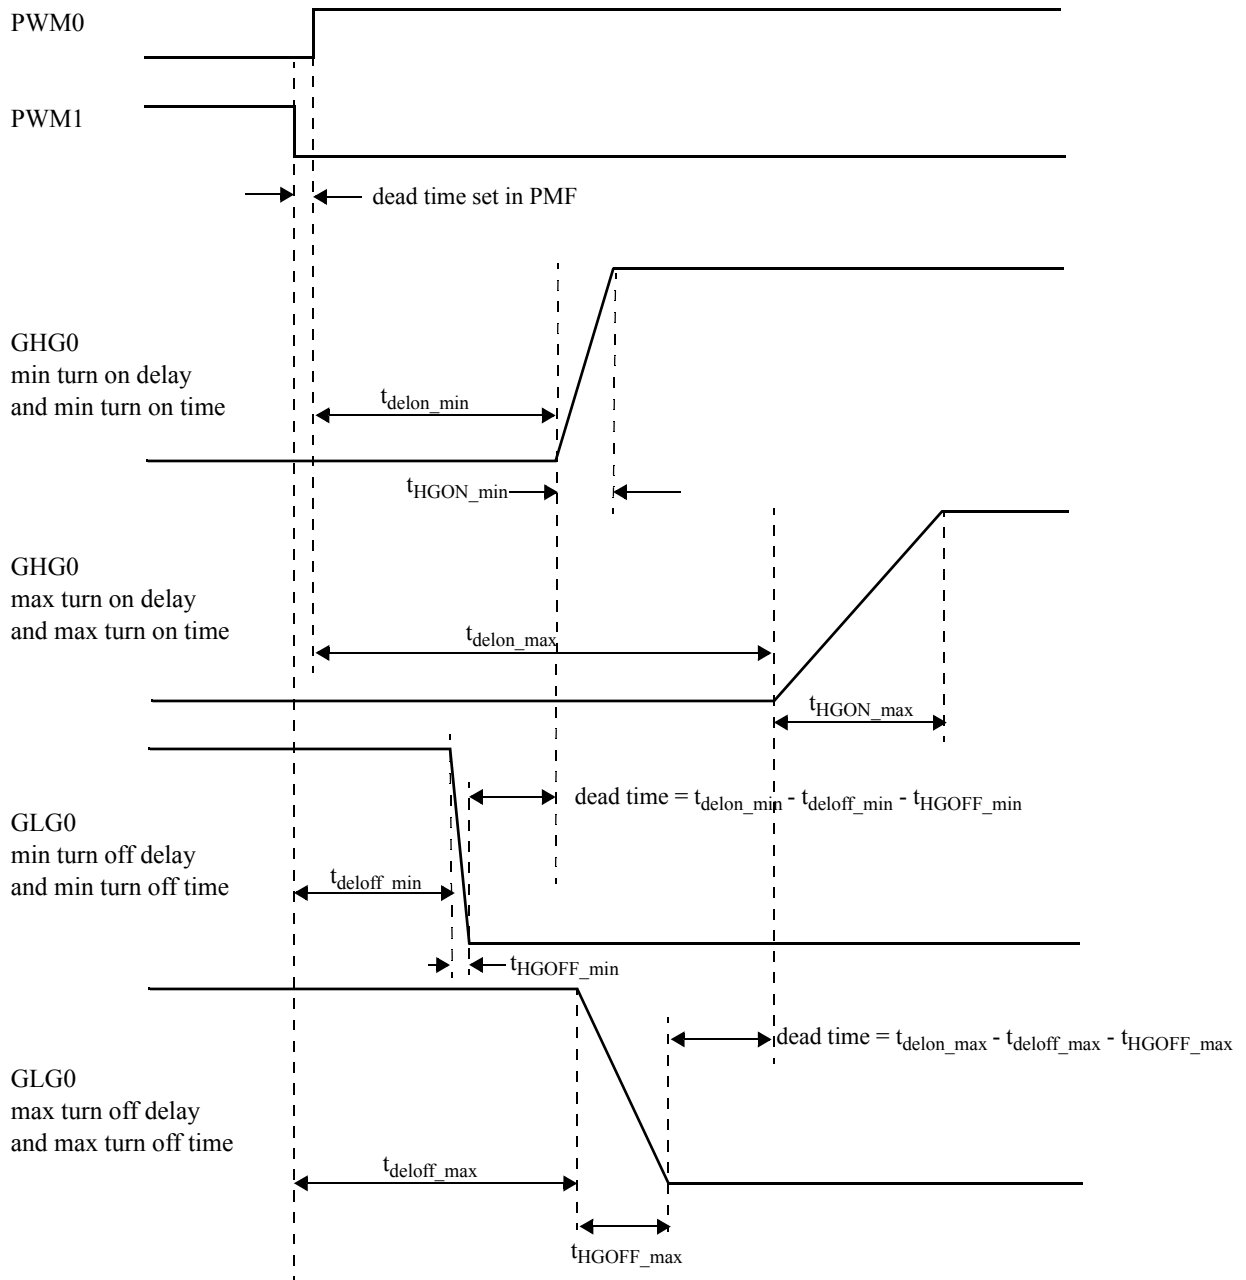 PWM0
PWM1
dead time set in PMF
GHG0
min turn on delay
and min turn on time
tdelon_min
tHGON_min
GHG0
max turn on delay
and max turn on time
tdelon_max
tHGON_max
dead time = tdelon_min - tdeloff_min - tHGOFF_min
GLG0
min turn off delay
and min turn off time
tdeloff_min
tHGOFF_min
dead time = tdelon_max - tdeloff_max - tHGOFF_max
GLG0
max turn off delay
and max turn off time
tdeloff_max
tHGOFF_max